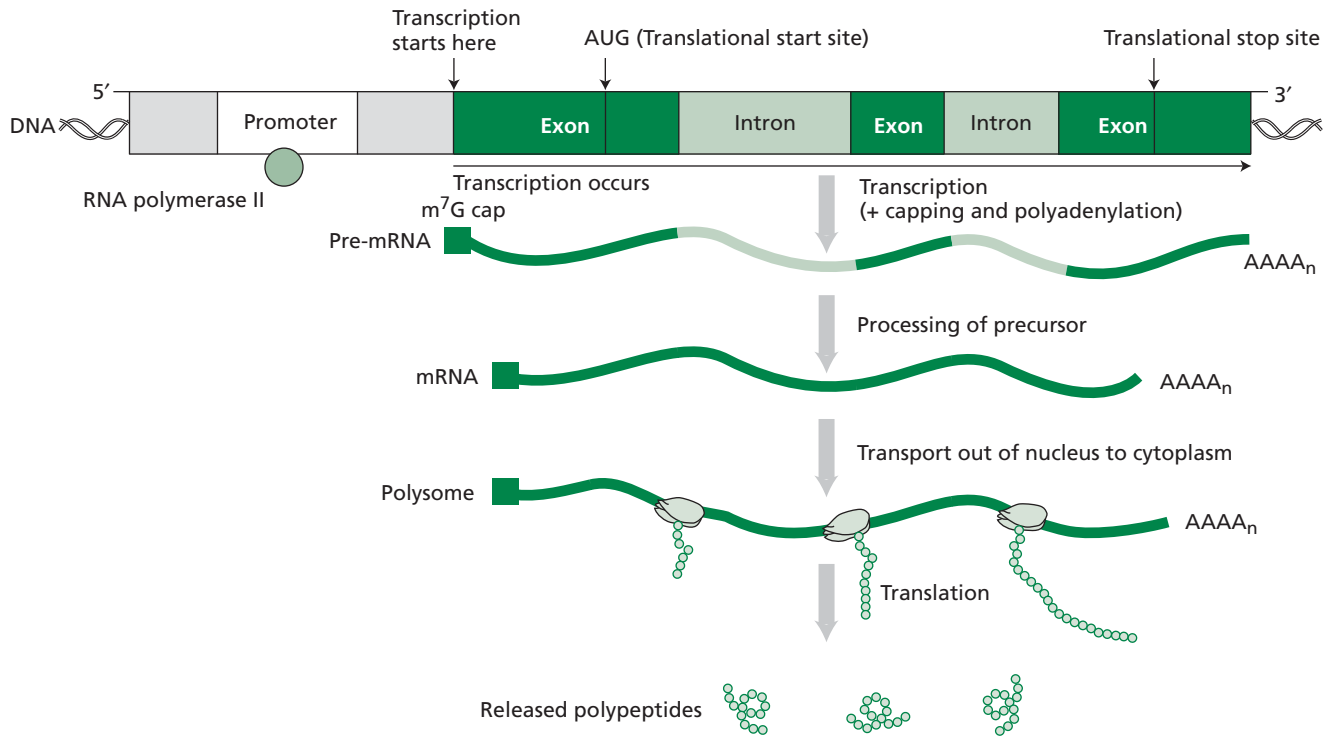 Transcription
starts here
AUG (Translational start site)
Translational stop site
5′
3′
DNA
Promoter
Exon
Intron
Exon
Intron
Exon
RNA polymerase II
Transcription occurs
Transcription
(+ capping and polyadenylation)
m⁷G cap
Pre-mRNA
AAAAₙ
Processing of precursor
mRNA
AAAAₙ
Transport out of nucleus to cytoplasm
Polysome
AAAAₙ
Translation
Released polypeptides